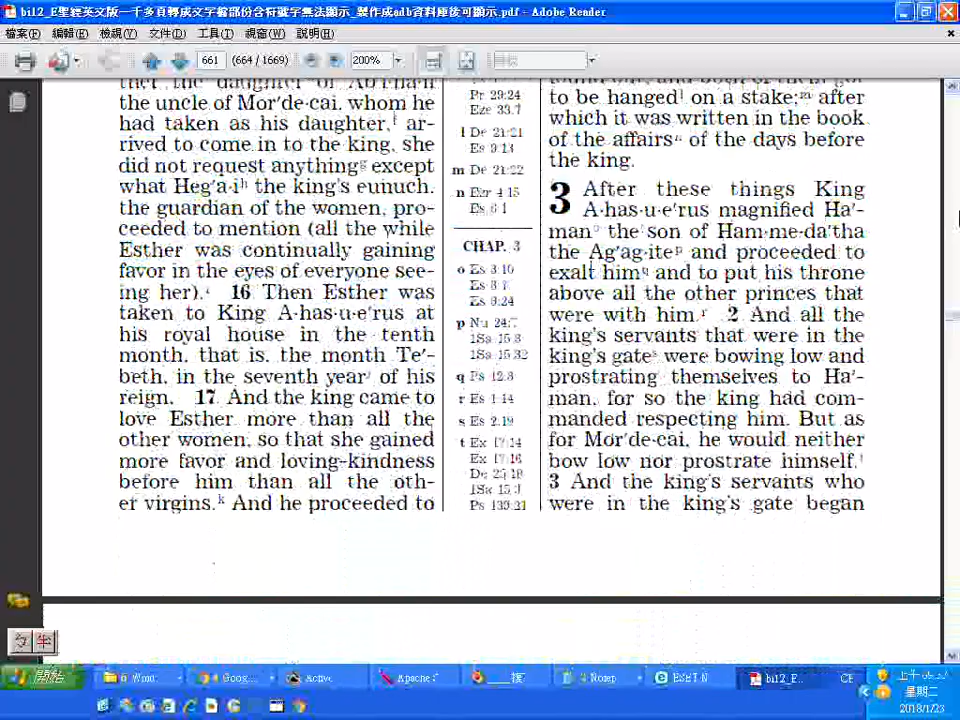 bi12_E聖經英文版—千多頁轉成文字檔部份含符號字無法顯示_製作成adb資料庫後可顯示.pdf - Adobe Reader
檔案(F) 編輯(E) 檢視(V) 文件(D) 工具(T) 視窗(W) 說明(H)
661 (664 / 1669) 200%
the uncle of Mor′de·cai, whom he
had taken as his daughter, ar-
rived to come in to the king, she
did not request anything except
what Heg′a·i the king's eunuch,
the guardian of the women, pro-
ceeded to mention (all the while
Esther was continually gaining
favor in the eyes of everyone see-
ing her). 16 Then Esther was
taken to King A·has·u·e′rus at
his royal house in the tenth
month, that is, the month Te′-
beth, in the seventh year of his
reign. 17 And the king came to
love Esther more than all the
other women, so that she gained
more favor and loving-kindness
before him than all the oth-
er virgins.k And he proceeded to
Pr 29:24
Eze 33:7
l De 21:21
Es 9:13
m De 21:22
n Ezr 4:15
Es 6:1
CHAP. 3
o Es 3:10
Es 8:7
Es 9:24
p Nu 24:7
1Sa 15:8
1Sa 15:32
q Ps 12:8
r Es 1:14
s Es 2:19
t Ex 17:14
Ex 17:16
De 25:19
1Sa 15:3
Ps 139:21
to be hanged l on a stake; m after
which it was written in the book
of the affairs n of the days before
the king.
3 After these things King
A·has·u·e′rus magnified Ha′-
man o the son of Ham·me·da′tha
the Ag′ag·ite p and proceeded to
exalt him q and to put his throne
above all the other princes that
were with him. r 2 And all the
king's servants that were in the
king's gate s were bowing low and
prostrating themselves to Ha′-
man, for so the king had com-
manded respecting him. But as
for Mor′de·cai, he would neither
bow low nor prostrate himself. t
3 And the king's servants who
were in the king's gate began
開始
bi12_E..
星期二
2018/1/23